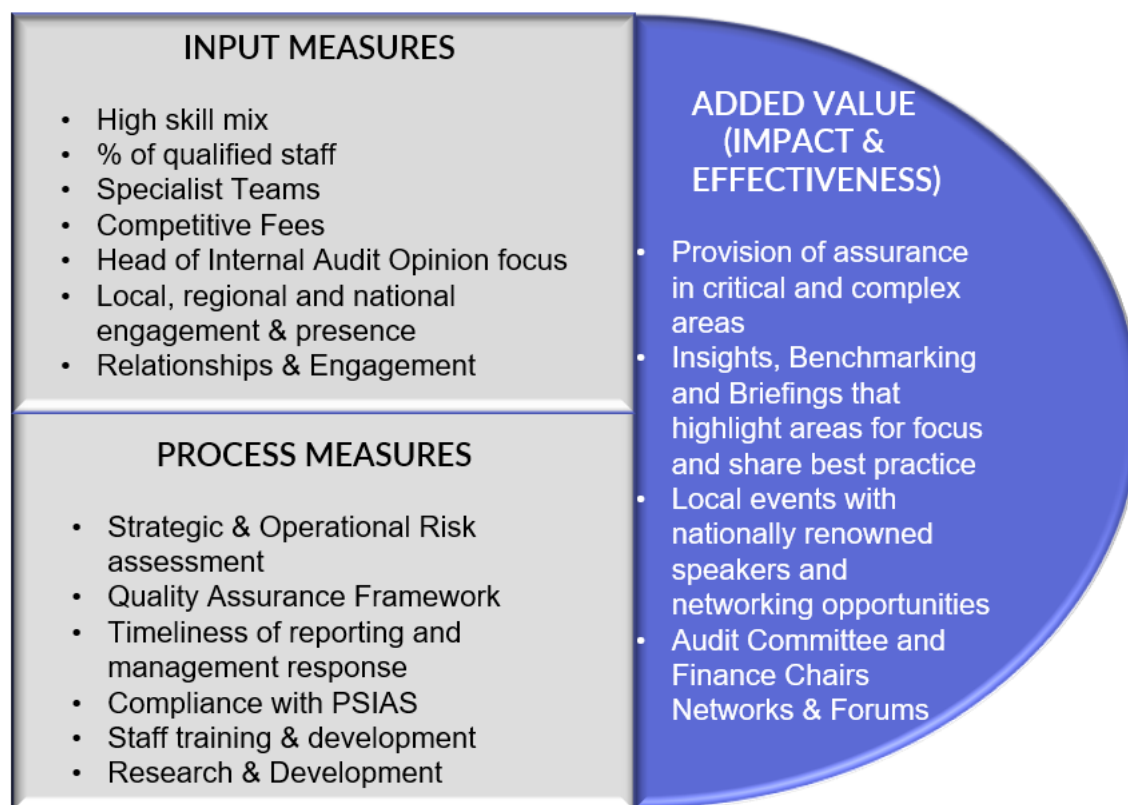 INPUT MEASURES
• High skill mix
• % of qualified staff
• Specialist Teams
• Competitive Fees
• Head of Internal Audit Opinion focus
• Local, regional and national
engagement & presence
• Relationships & Engagement
PROCESS MEASURES
• Strategic & Operational Risk
assessment
• Quality Assurance Framework
• Timeliness of reporting and
management response
• Compliance with PSIAS
• Staff training & development
• Research & Development
ADDED VALUE
(IMPACT &
EFFECTIVENESS)
• Provision of assurance
in critical and complex
areas
• Insights, Benchmarking
and Briefings that
highlight areas for focus
and share best practice
• Local events with
nationally renowned
speakers and
networking opportunities
• Audit Committee and
Finance Chairs
Networks & Forums